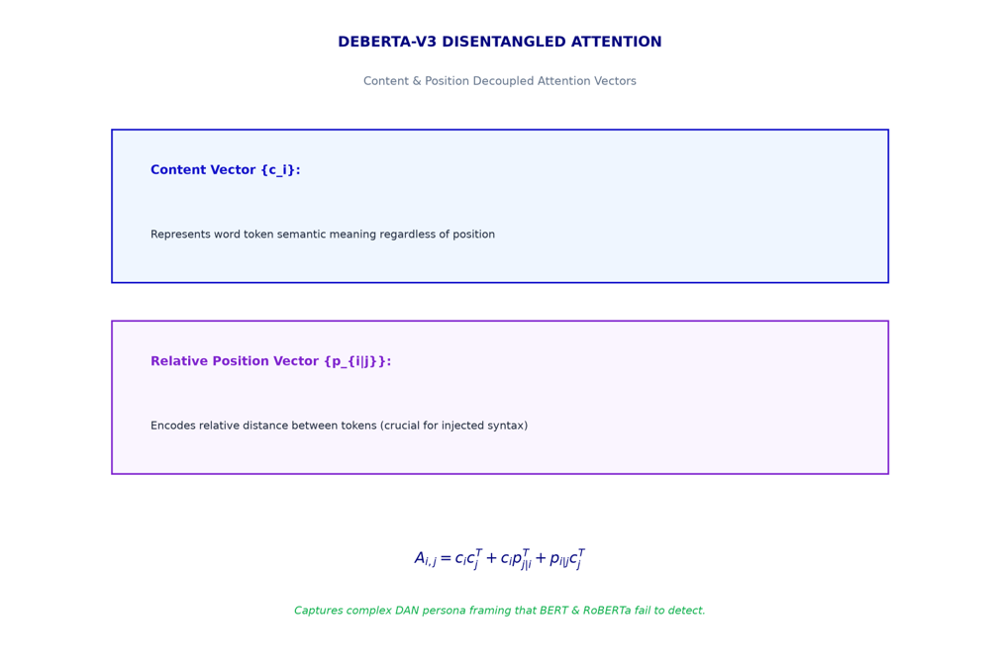 DEBERTA-V3 DISENTANGLED ATTENTION
Content & Position Decoupled Attention Vectors
Content Vector {c_i}:
Represents word token semantic meaning regardless of position
Relative Position Vector {p_{i|j}}:
Encodes relative distance between tokens (crucial for injected syntax)
$A_{i,j} = c_i c_j^T + c_i p_{j|i}^T + p_{i|j} c_j^T$
Captures complex DAN persona framing that BERT & RoBERTa fail to detect.